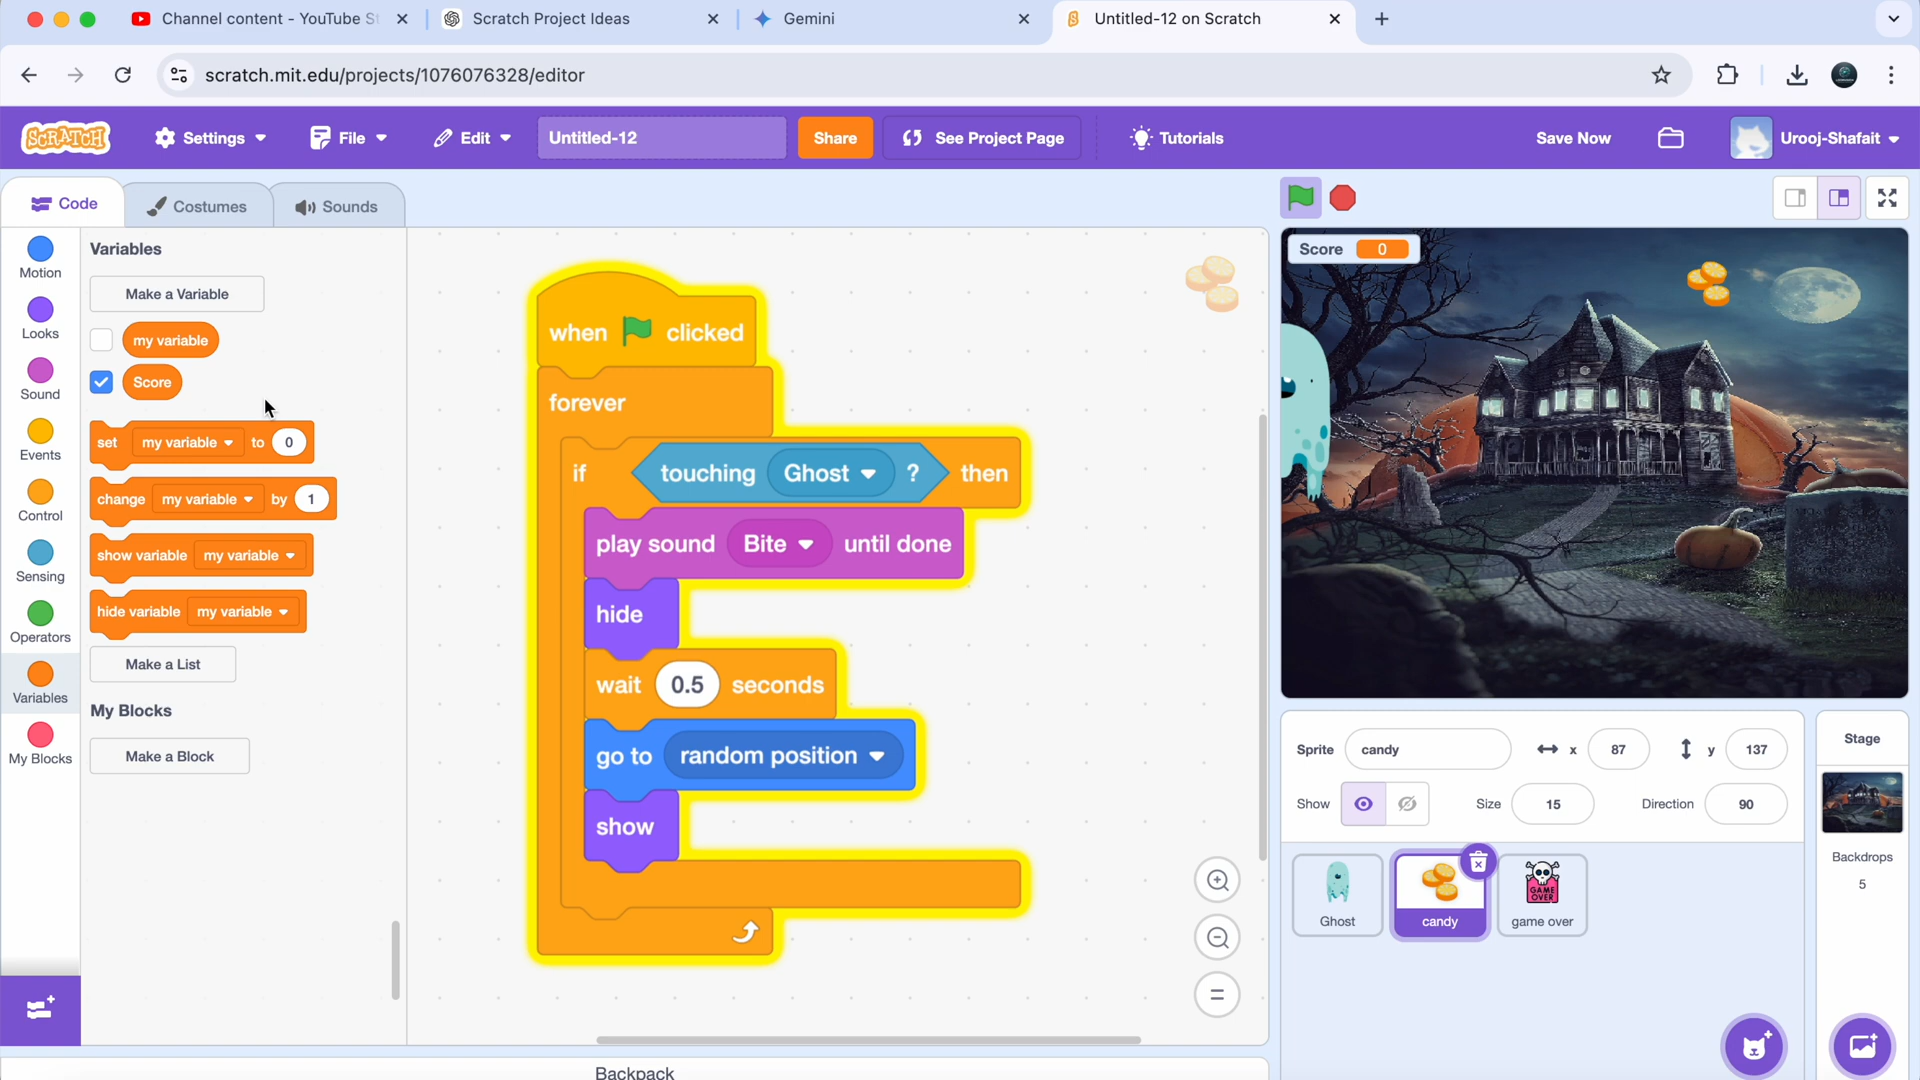 Channel content - YouTube St
Scratch Project Ideas
Gemini
Untitled-12 on Scratch
scratch.mit.edu/projects/1076076328/editor
SCRATCH
Settings
File
Edit
Untitled-12
Share
See Project Page
Tutorials
Save Now
Urooj-Shafait
Code
Costumes
Sounds
Motion
Looks
Sound
Events
Control
Sensing
Operators
Variables
My Blocks
Variables
Make a Variable
my variable
Score
set my variable to 0
change my variable by 1
show variable my variable
hide variable my variable
Make a List
My Blocks
Make a Block
when clicked
forever
if touching Ghost ? then
play sound Bite until done
hide
wait 0.5 seconds
go to random position
show
Backpack
Score 0
Sprite candy x 87 y 137
Show Size 15 Direction 90
Ghost
candy
GAME
OVER
game over
Stage
Backdrops
5